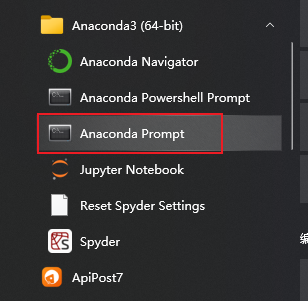 Anaconda3 (64-bit)
Anaconda Navigator
Anaconda Powershell Prompt
Anaconda Prompt
Jupyter Notebook
Reset Spyder Settings
Spyder
ApiPost7